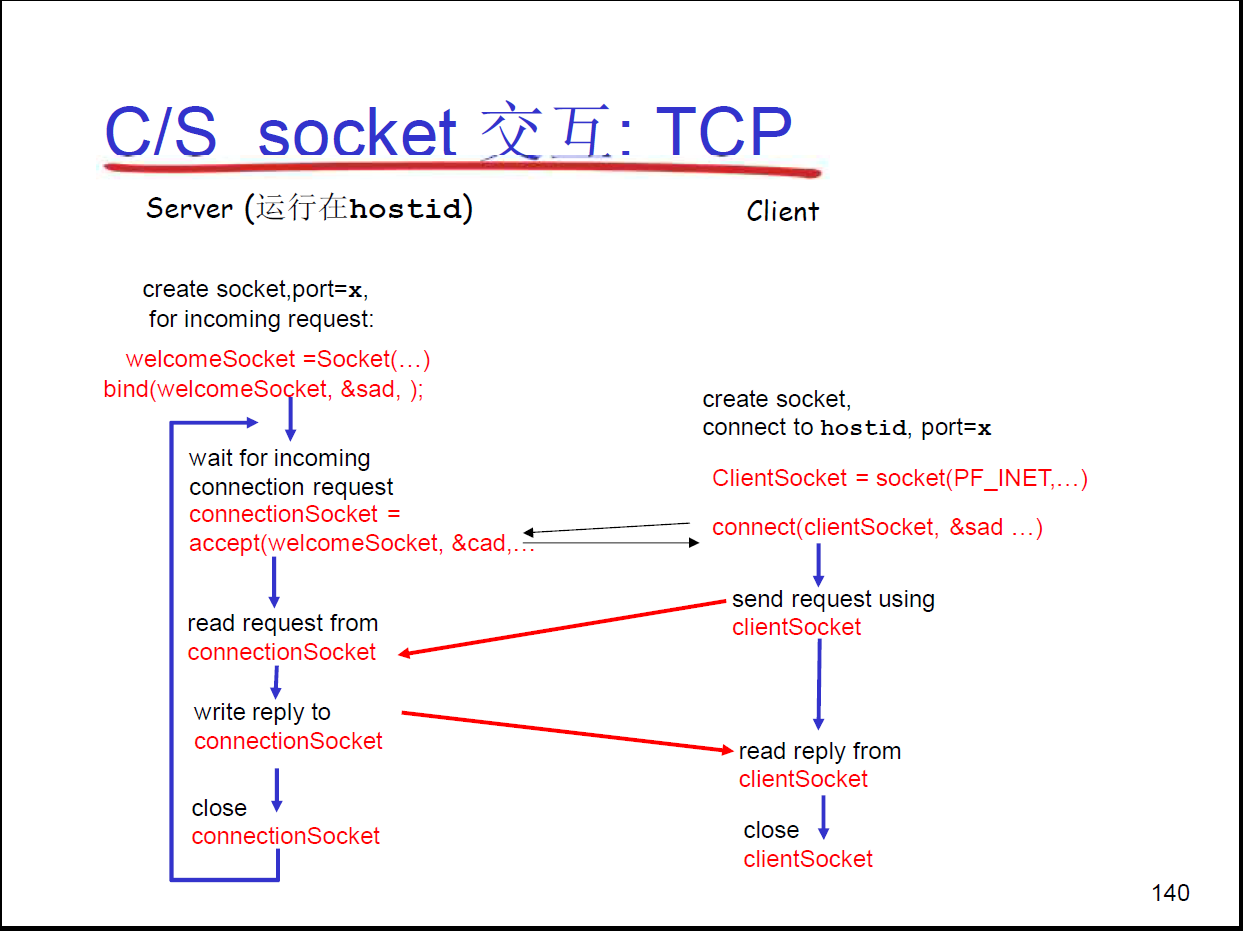 C/S socket 交互: TCP
Server (运行在hostid)
Client
create socket,port=x,
for incoming request:
welcomeSocket =Socket(…)
bind(welcomeSocket, &sad, );
wait for incoming
connection request
connectionSocket =
accept(welcomeSocket, &cad,…
read request from
connectionSocket
write reply to
connectionSocket
close
connectionSocket
create socket,
connect to hostid, port=x
ClientSocket = socket(PF_INET,…)
connect(clientSocket, &sad …)
send request using
clientSocket
read reply from
clientSocket
close
clientSocket
140